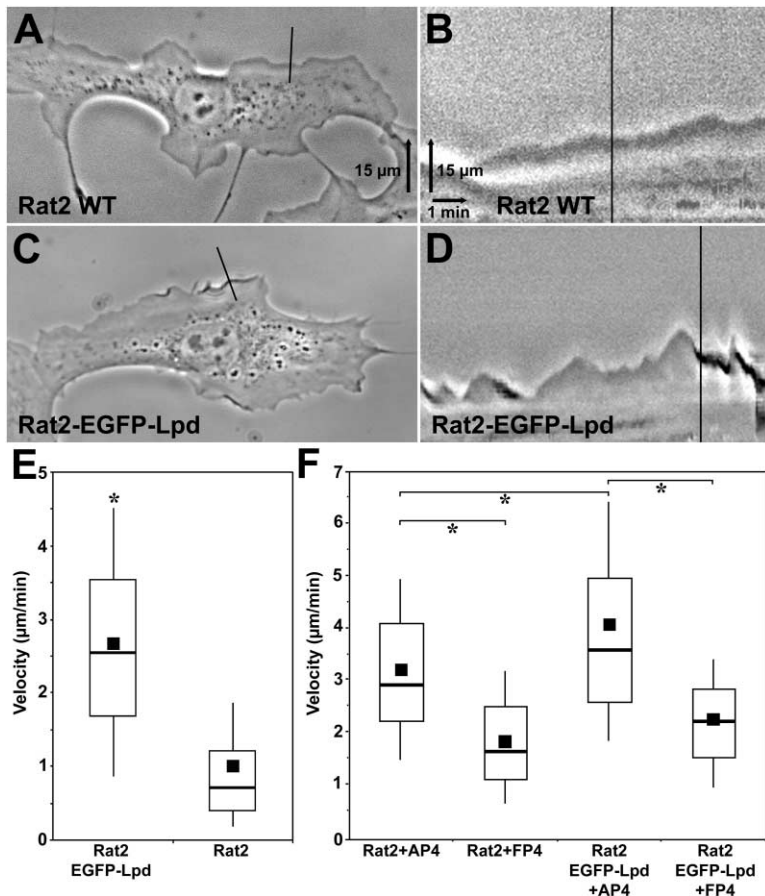 A
15 µm
Rat2 WT
B
15 µm
1 min
Rat2 WT
C
Rat2-EGFP-Lpd
D
Rat2-EGFP-Lpd
E
Velocity (µm/min)
5
4
3
2
1
0
*
Rat2
EGFP-Lpd
Rat2
F
Velocity (µm/min)
7
6
5
4
3
2
1
0
*
*
*
Rat2+AP4
Rat2+FP4
Rat2
EGFP-Lpd
+AP4
Rat2
EGFP-Lpd
+FP4